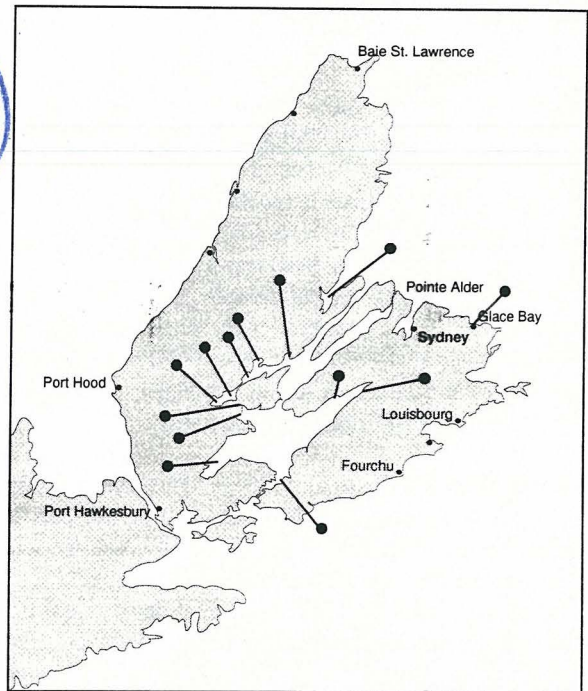 Baie St. Lawrence
Pointe Alder
Glace Bay
Sydney
Port Hood
Louisbourg
Fourchu
Port Hawkesbury